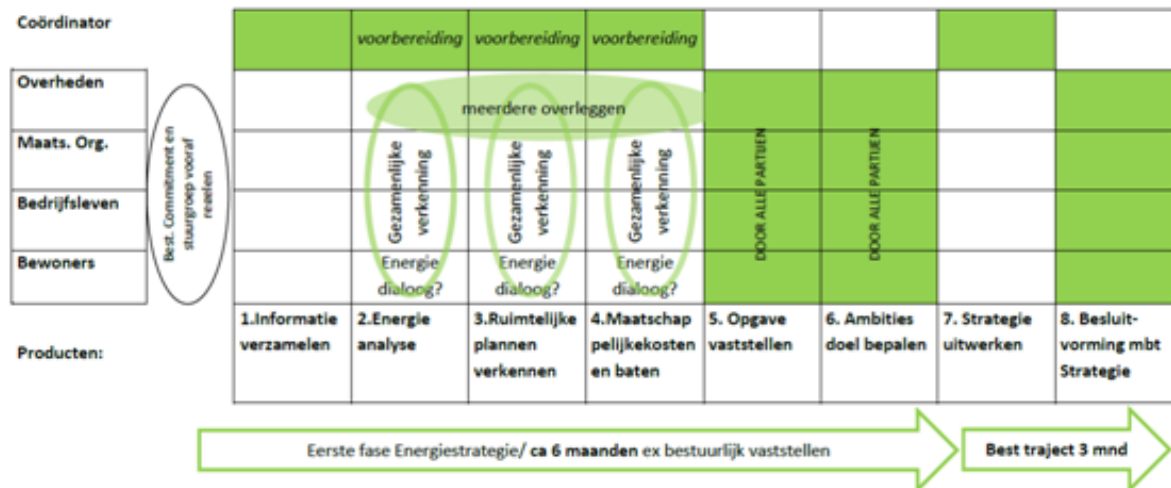 Coördinator
voorbereiding voorbereiding voorbereiding
Overheden
meerdere overleggen
Maats. Org.
Bedrijfsleven
Bewoners
Best. Commitment en
stuurgroep vooraf
regelen
Gezamenlijke
verkenning
Gezamenlijke
verkenning
Gezamenlijke
verkenning
Energie
dialoog?
Energie
dialoog?
Energie
dialoog?
DOOR ALLE PARTIJEN
DOOR ALLE PARTIJEN
Producten:
1.Informatie
verzamelen
2.Energie
analyse
3.Ruimtelijke
plannen
verkennen
4.Maatschap
pelijkekosten
en baten
5. Opgave
vaststellen
6. Ambities
doel bepalen
7. Strategie
uitwerken
8. Besluit-
vorming mbt
Strategie
Eerste fase Energiestrategie/ ca 6 maanden ex bestuurlijk vaststellen
Best traject 3 mnd